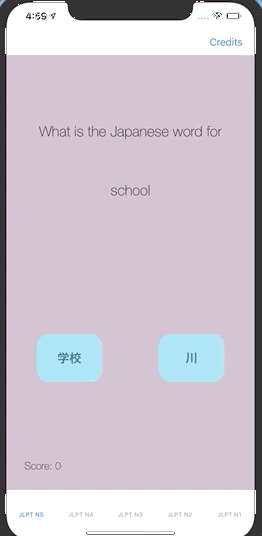 4:59
Credits
What is the Japanese word for
school
学校
川
Score: 0
JLPT N5
JLPT N4
JLPT N3
JLPT N2
JLPT N1